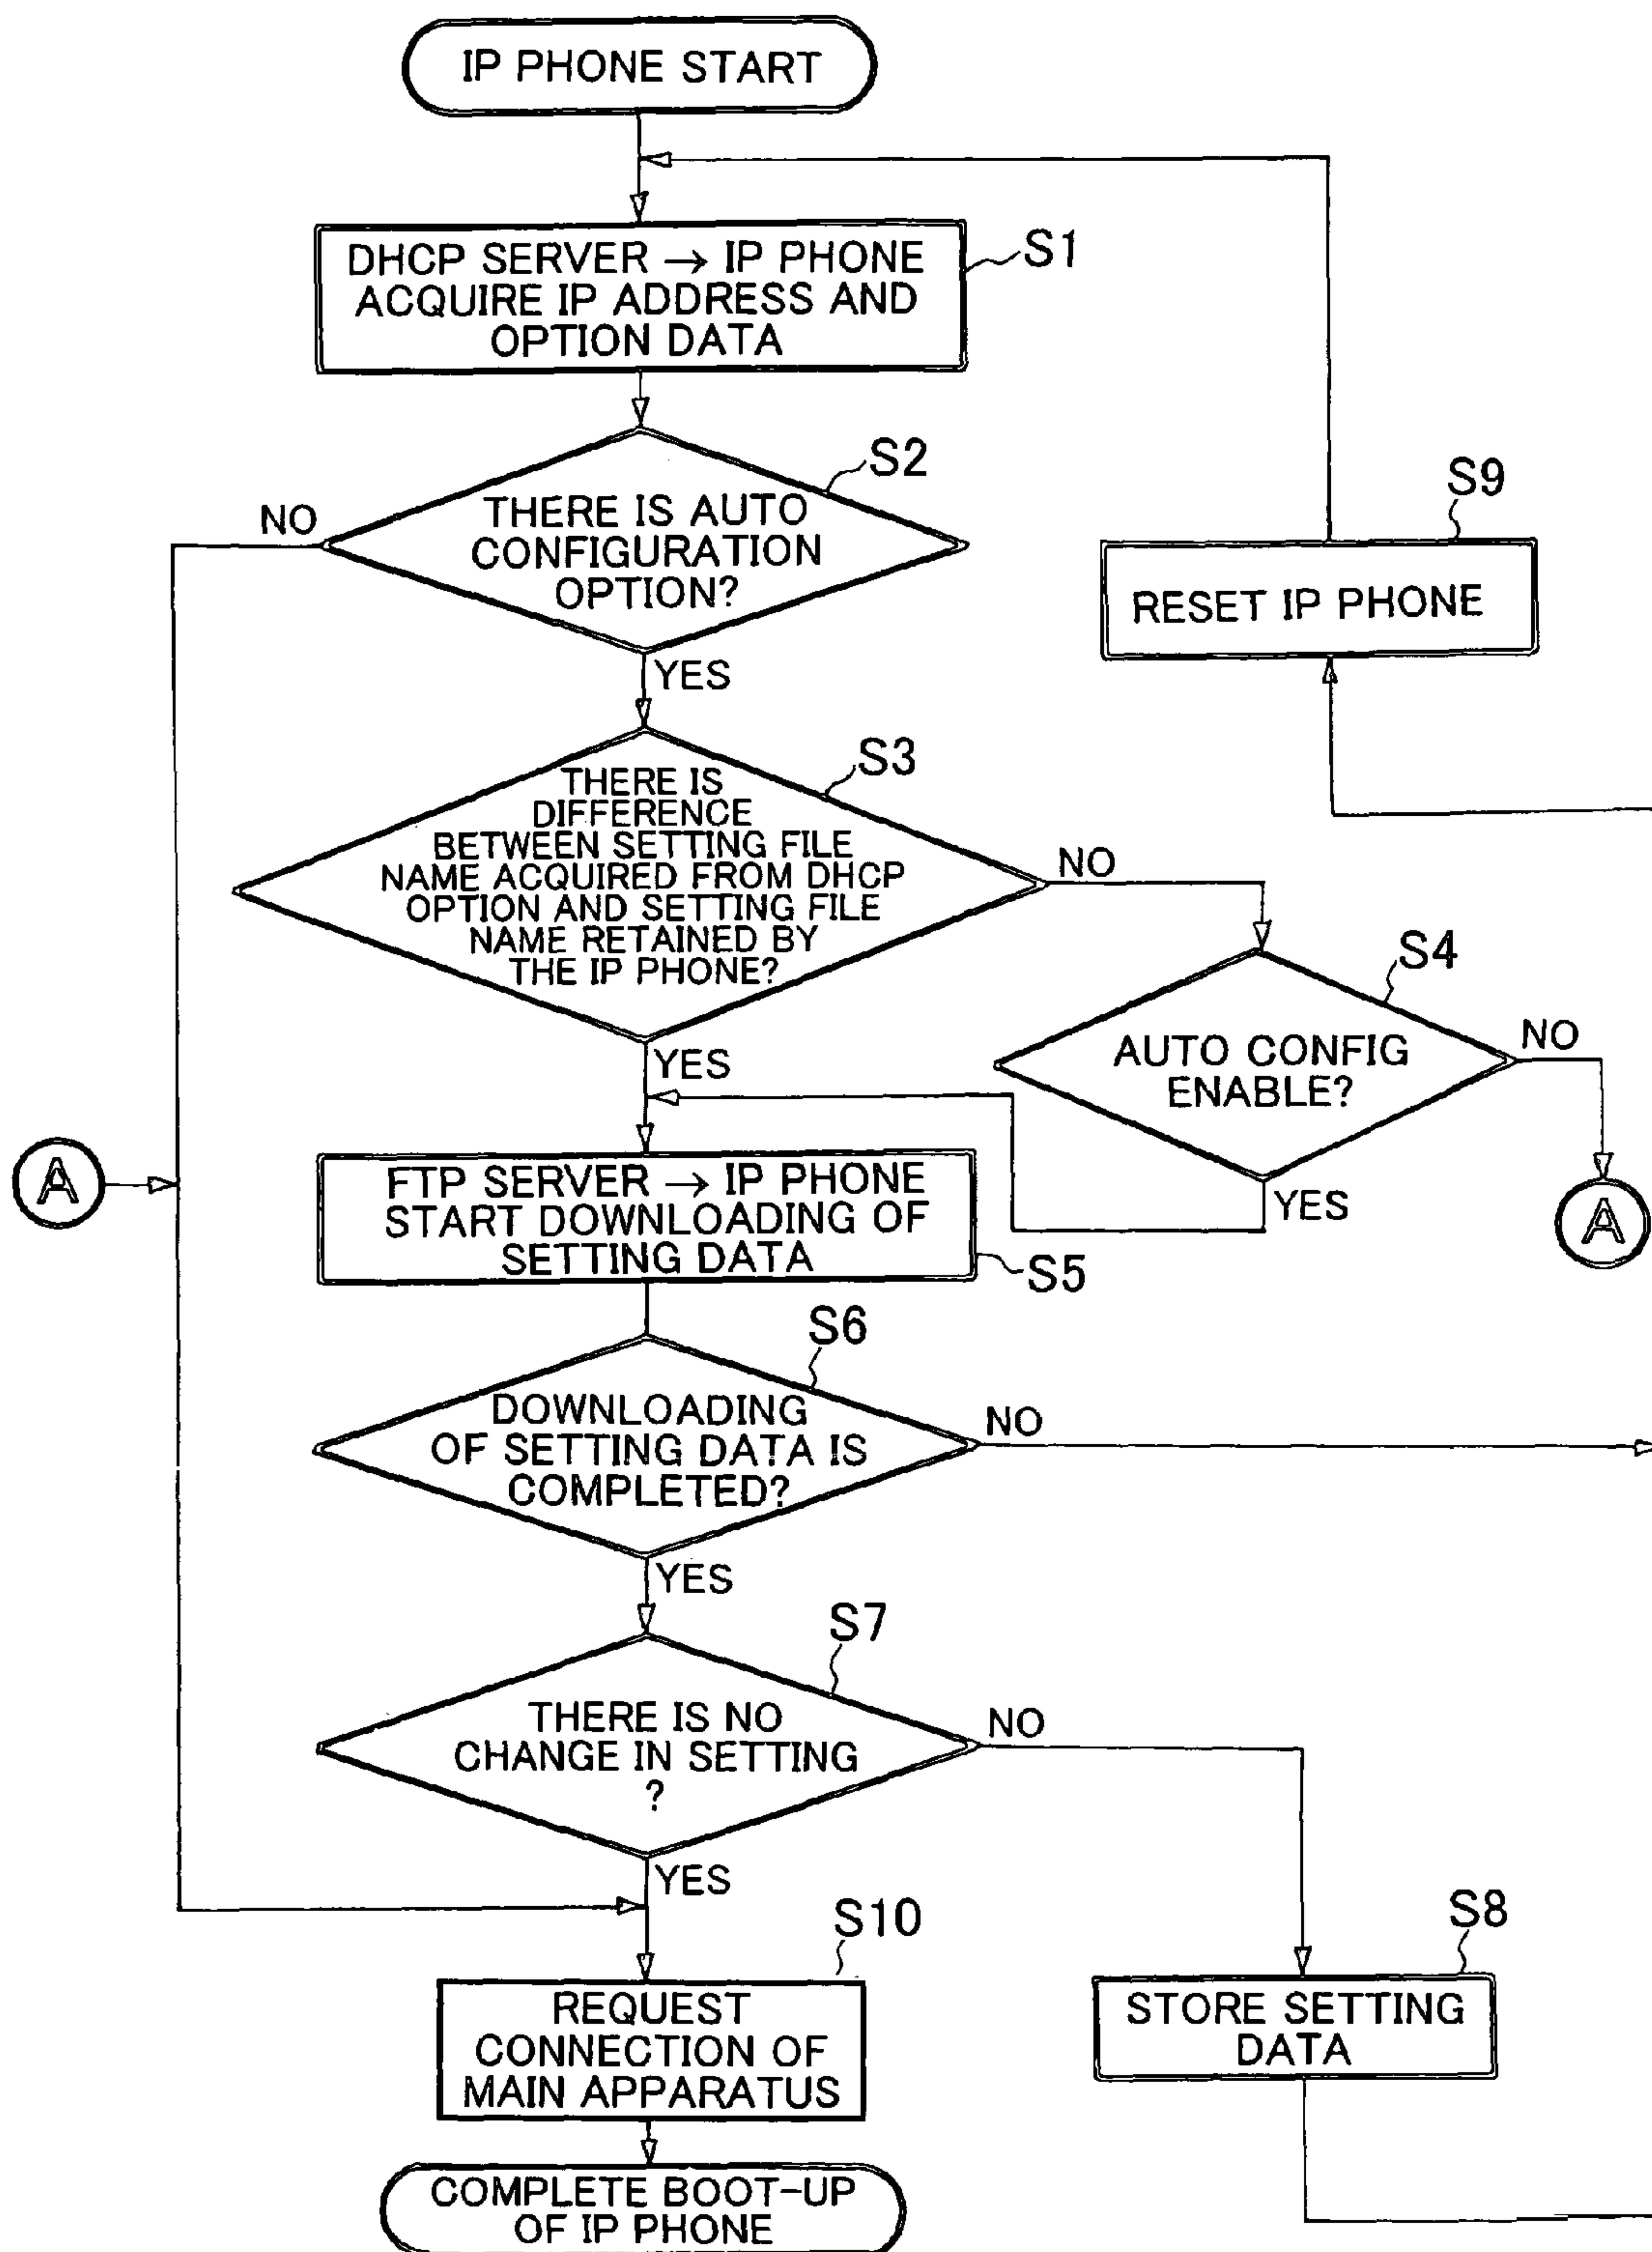 IP PHONE START
DHCP SERVER → IP PHONE
ACQUIRE IP ADDRESS AND
OPTION DATA
S1
THERE IS AUTO
CONFIGURATION
OPTION?
S2
NO
YES
S9
RESET IP PHONE
THERE IS
DIFFERENCE
BETWEEN SETTING FILE
NAME ACQUIRED FROM DHCP
OPTION AND SETTING FILE
NAME RETAINED BY
THE IP PHONE?
S3
NO
YES
S4
AUTO CONFIG
ENABLE?
NO
YES
A
A
FTP SERVER → IP PHONE
START DOWNLOADING OF
SETTING DATA
S5
S6
DOWNLOADING
OF SETTING DATA IS
COMPLETED?
NO
YES
S7
THERE IS NO
CHANGE IN SETTING
?
NO
YES
S10
REQUEST
CONNECTION OF
MAIN APPARATUS
S8
STORE SETTING
DATA
COMPLETE BOOT-UP
OF IP PHONE